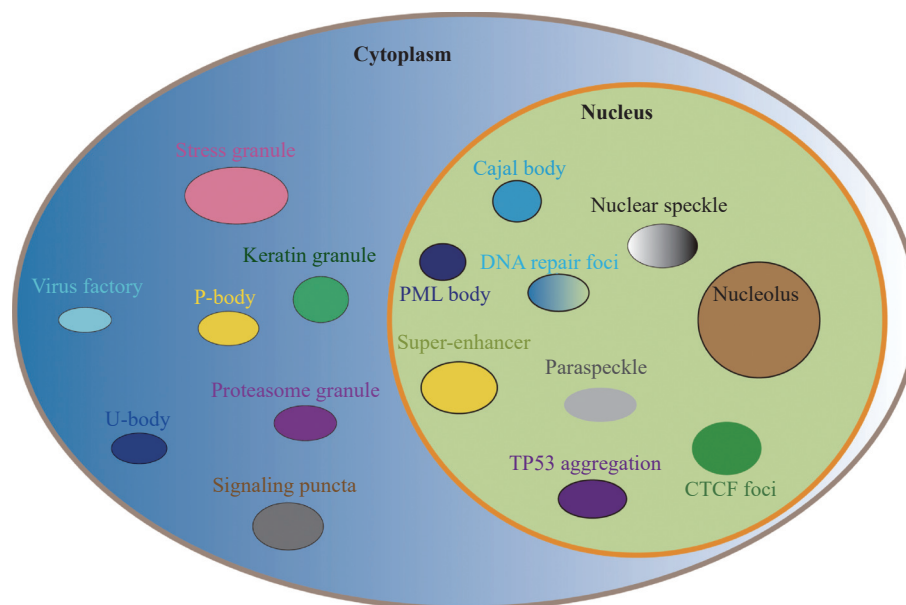 Cytoplasm
Nucleus
Stress granule
Cajal body
Nuclear speckle
Keratin granule
DNA repair foci
Virus factory
P-body
PML body
Nucleolus
Super-enhancer
Paraspeckle
Proteasome granule
U-body
TP53 aggregation
Signaling puncta
CTCF foci